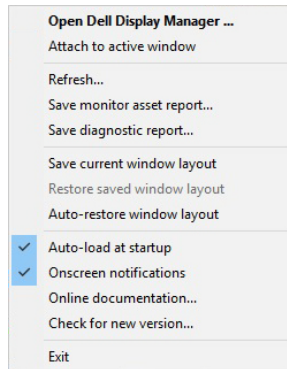 Open Dell Display Manager ...
Attach to active window
Refresh...
Save monitor asset report...
Save diagnostic report...
Save current window layout
Restore saved window layout
Auto-restore window layout
Auto-load at startup
Onscreen notifications
Online documentation...
Check for new version...
Exit